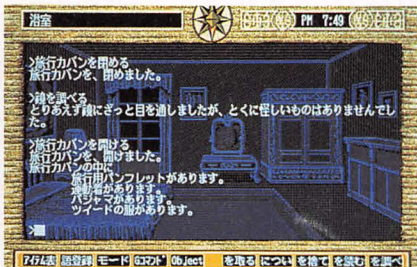 浴室
PM 7:49
>旅行カバンを閉める
旅行カバンを、閉めました。
>鏡を調べる
とりあえず鏡にざっと目を通しましたが、とくに怪しいものはありませんでし
た。
>旅行カバンを開ける
旅行カバンを、開けました。
旅行カバンの中に
旅行用パンフレットがあります。
運動着があります。
パジャマがあります。
ツイードの服があります。
>
アイテム表 語登録 モード Gコマンド Object を取る につい を捨て を読む を調べ